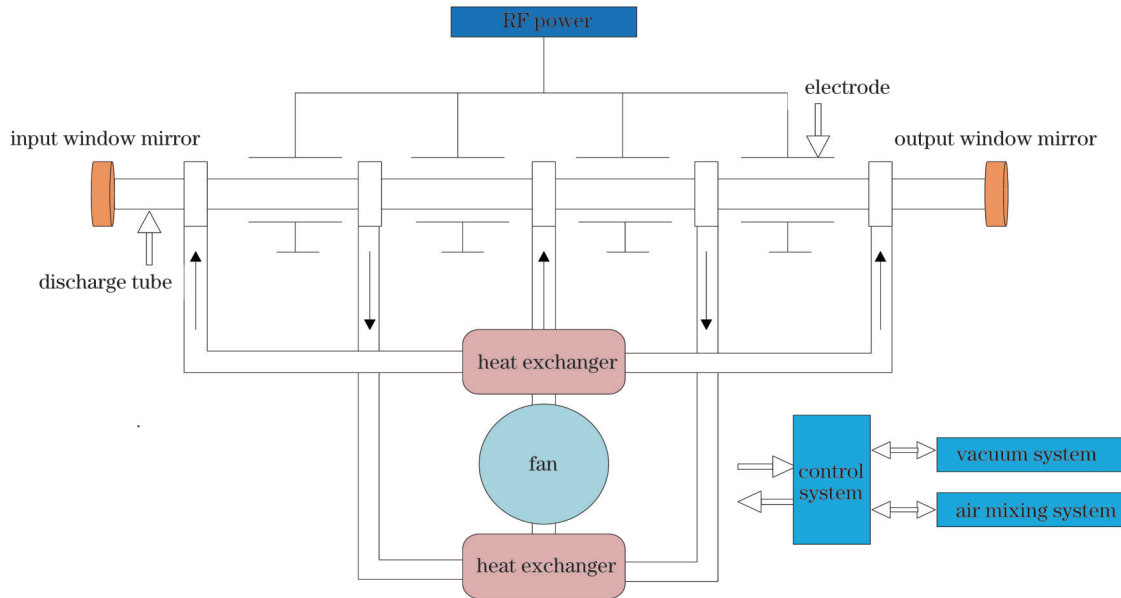 RF power
electrode
input window mirror
output window mirror
discharge tube
heat exchanger
fan
control
system
vacuum system
air mixing system
heat exchanger